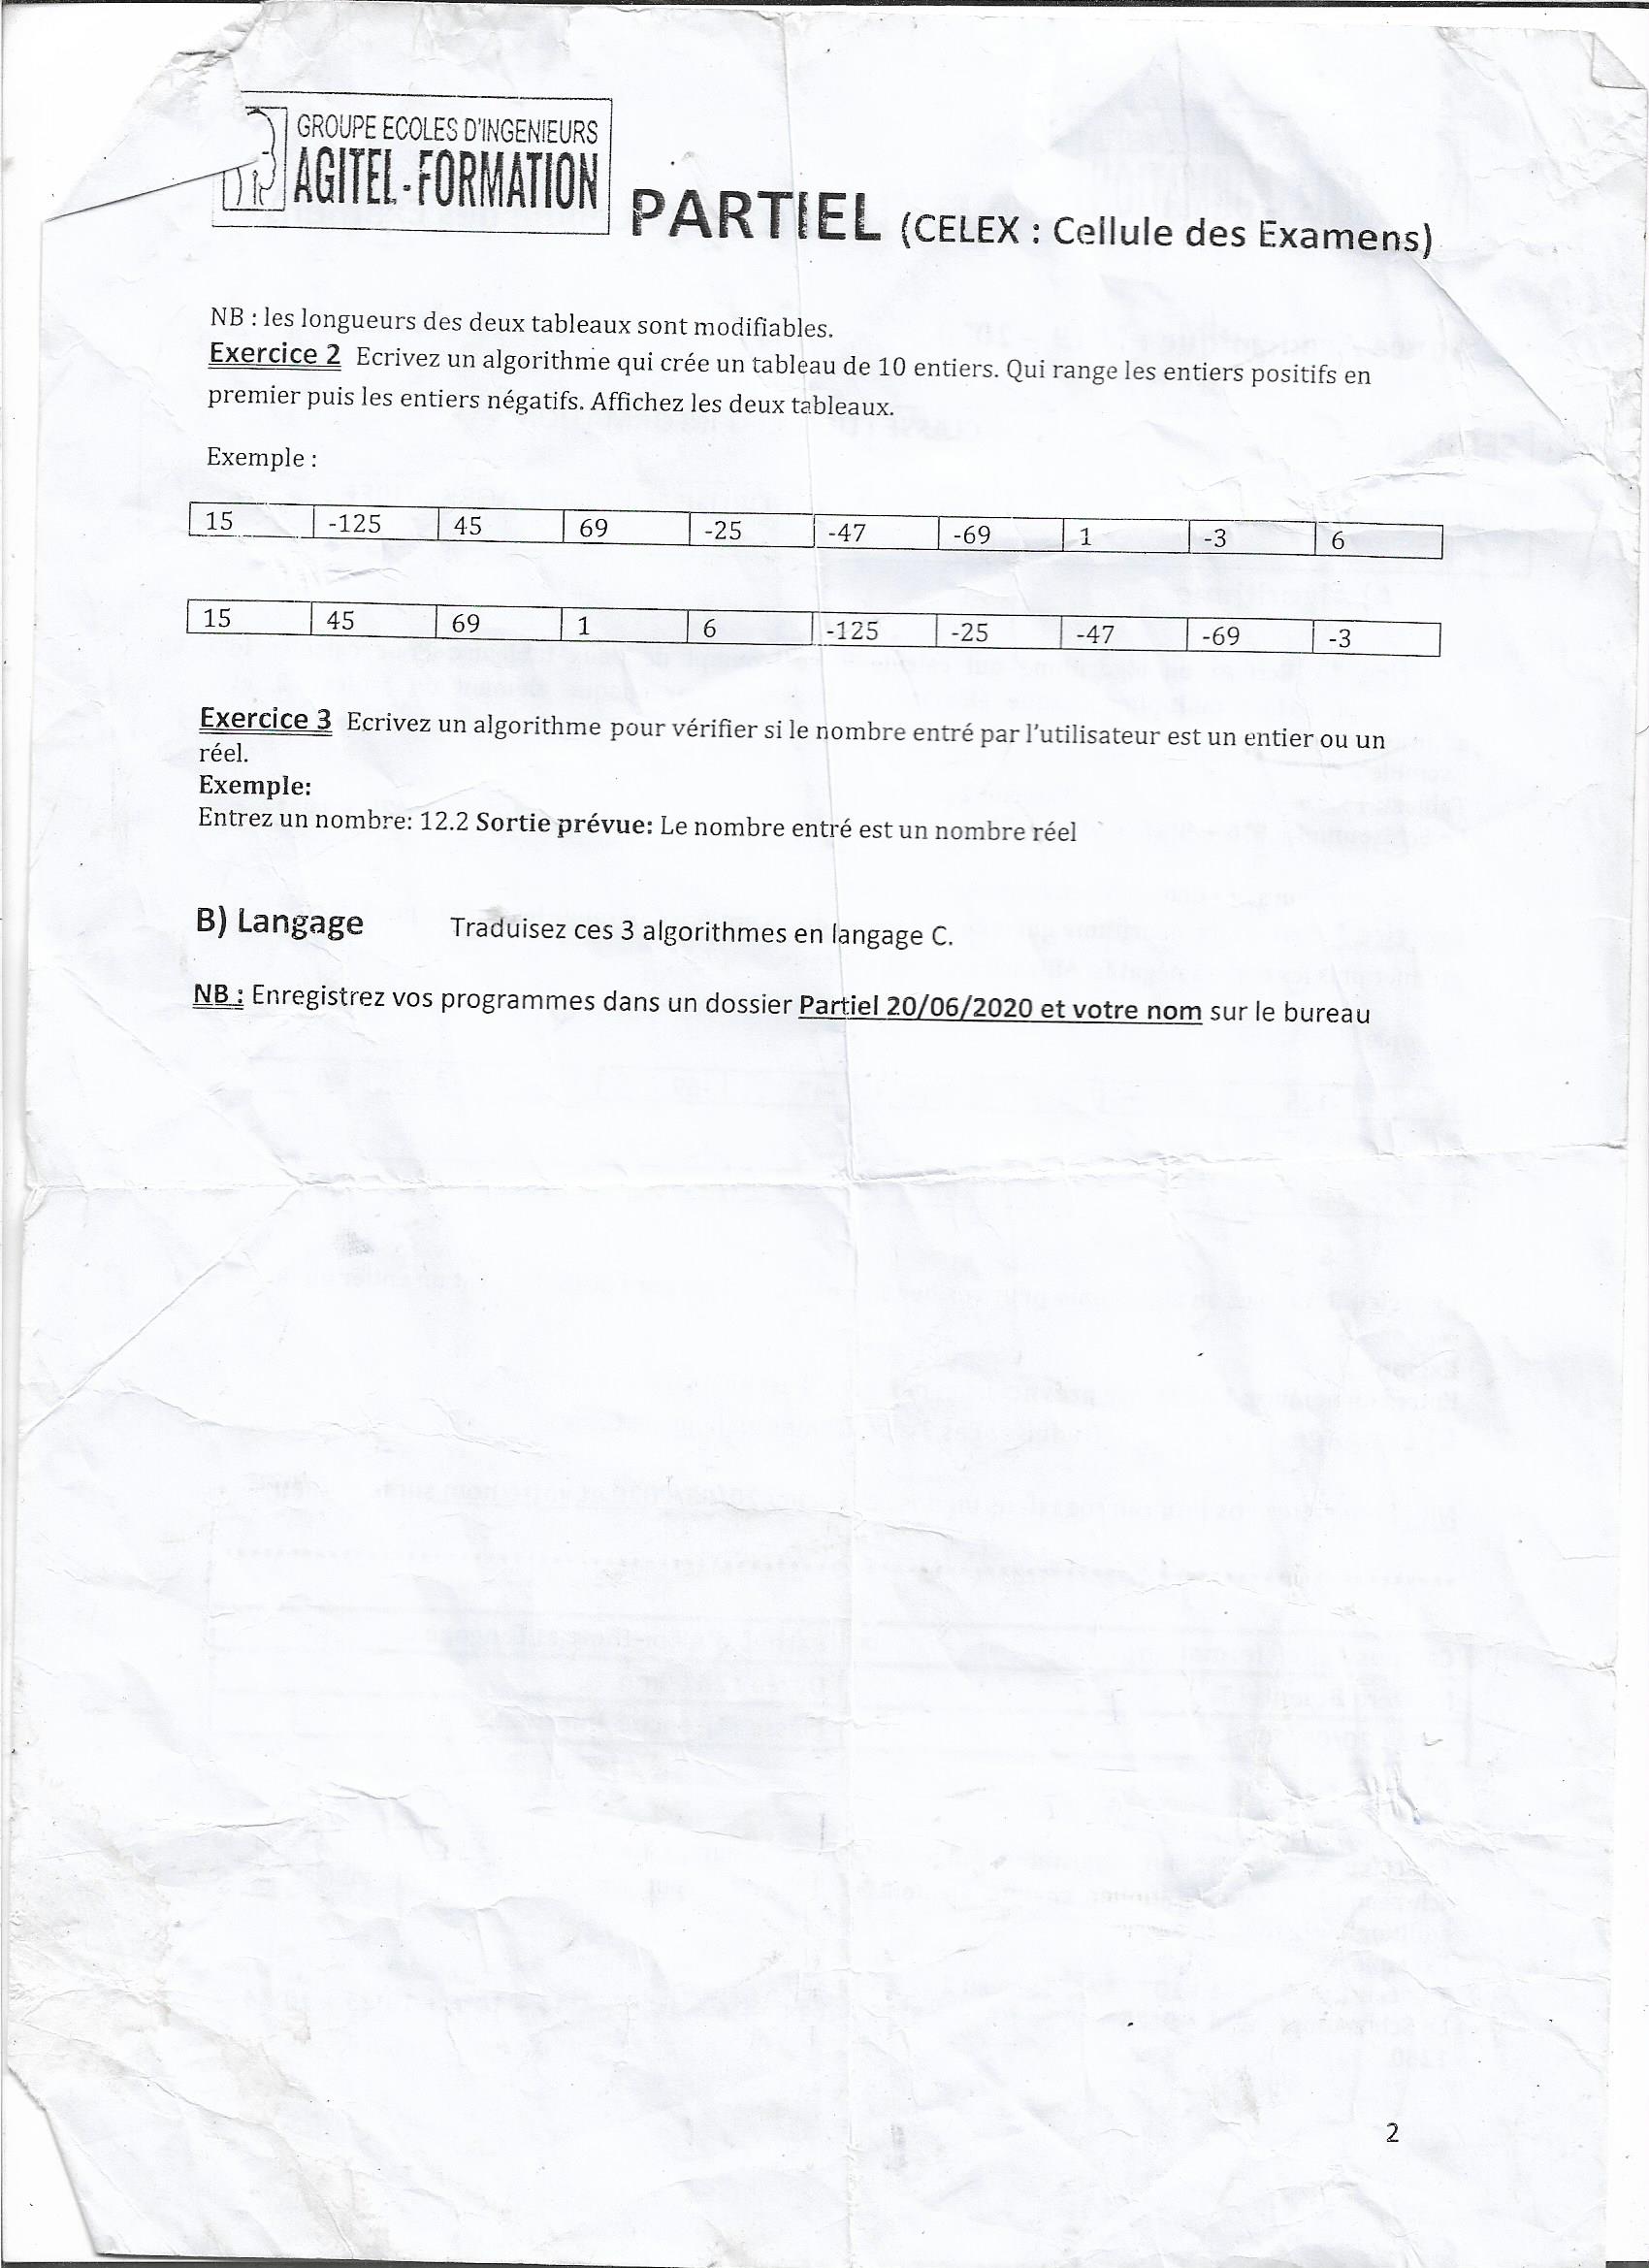 GROUPE ECOLES D'INGENIEURS
AGITEL-FORMATION
PARTIEL (CELEX : Cellule des Examens)
NB : les longueurs des deux tableaux sont modifiables.
Exercice 2 Ecrivez un algorithme qui crée un tableau de 10 entiers. Qui range les entiers positifs en
premier puis les entiers négatifs. Affichez les deux tableaux.
Exemple :
15 -125 45 69 -25 -47 -69 1 -3 6
15 45 69 1 6 -125 -25 -47 -69 -3
Exercice 3 Ecrivez un algorithme pour vérifier si le nombre entré par l'utilisateur est un entier ou un
réel.
Exemple:
Entrez un nombre: 12.2 Sortie prévue: Le nombre entré est un nombre réel
B) Langage Traduisez ces 3 algorithmes en langage C.
NB : Enregistrez vos programmes dans un dossier Partiel 20/06/2020 et votre nom sur le bureau
2